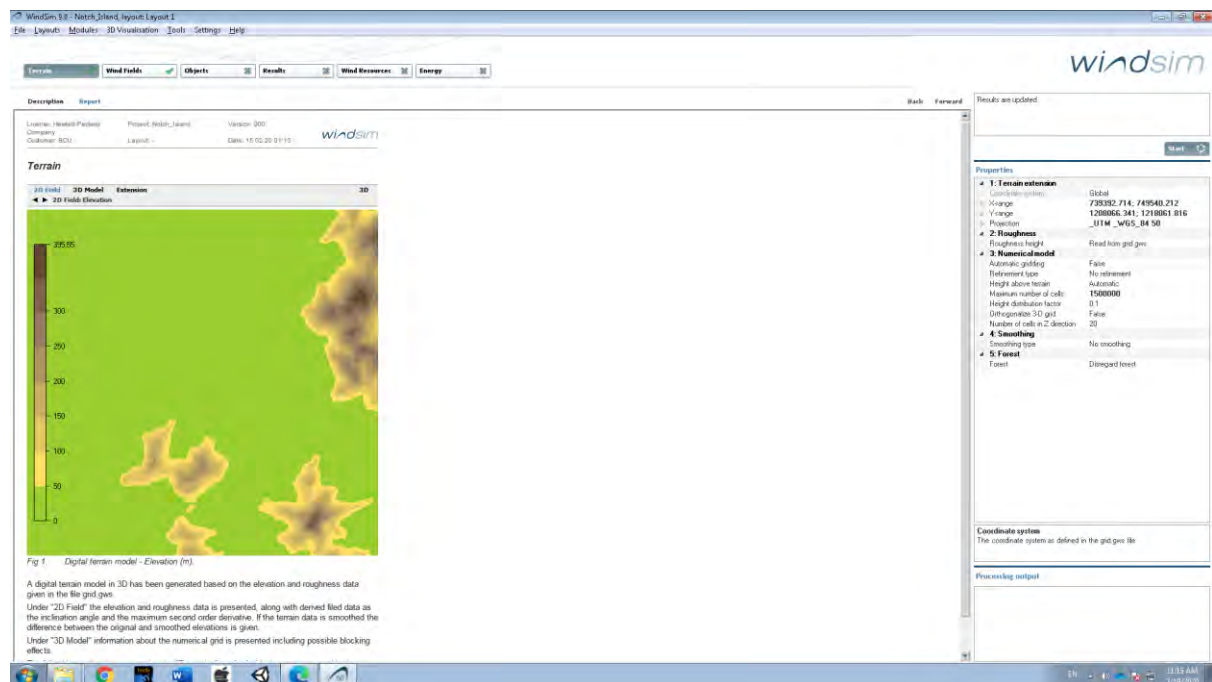 WindSim 9.0 - Notch_Island, layout: Layout 1
File Layouts Modules 3D Visualisation Tools Settings Help
windsim
Terrain Wind Fields Objects Results Wind Resources Energy
Description Report Back Forward
Results are updated
License: Hewlett-Packard Company Project: Notch_Island
Layout: -
windsim
Start
Terrain
2D Field 3D Model Extension 3D
2D Field: Elevation
300
250
200
150
100
50
0
Fig 1 Digital terrain model - Elevation (m).
A digital terrain model in 3D has been generated based on the elevation and roughness data
given in the file grid.gws
Under "2D Field" the elevation and roughness data is presented, along with derived filed data as
the inclination angle and the maximum second order derivative. If the terrain data is smoothed the
difference between the original and smoothed elevations is given.
Under "3D Model" information about the numerical grid is presented including possible blocking
effects.
Properties
1: Terrain extension
Coordinate system Global
X-range 739392.714; 749540.212
Y-range 1208066.341; 1218061.816
Projection _UTM _WGS_84 50
2: Roughness
Roughness height Read from grid.gws
3: Numerical model
Automatic gridding False
Refinement type No refinement
Height above terrain Automatic
Maximum number of cells 1500000
Height distribution factor 0.1
Orthogonalize 3-D grid False
Number of cells in Z direction 20
4: Smoothing
Smoothing type No smoothing
5: Forest
Forest Disregard forest
Coordinate system
The coordinate system as defined in the grid.gws file
Processing output
EN